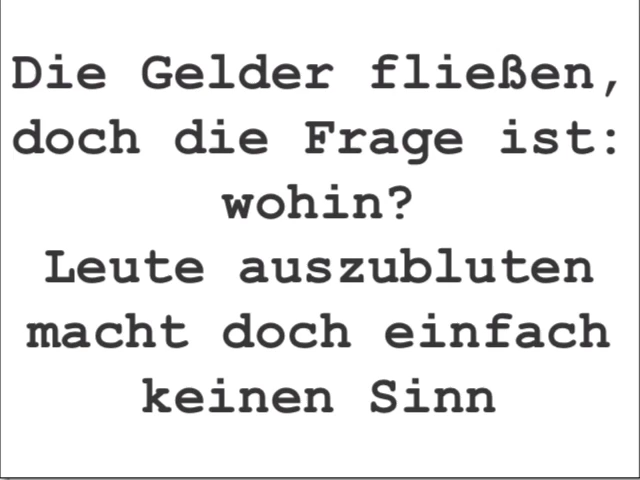 Die Gelder fließen,
doch die Frage ist:
wohin?
Leute auszubluten
macht doch einfach
keinen Sinn